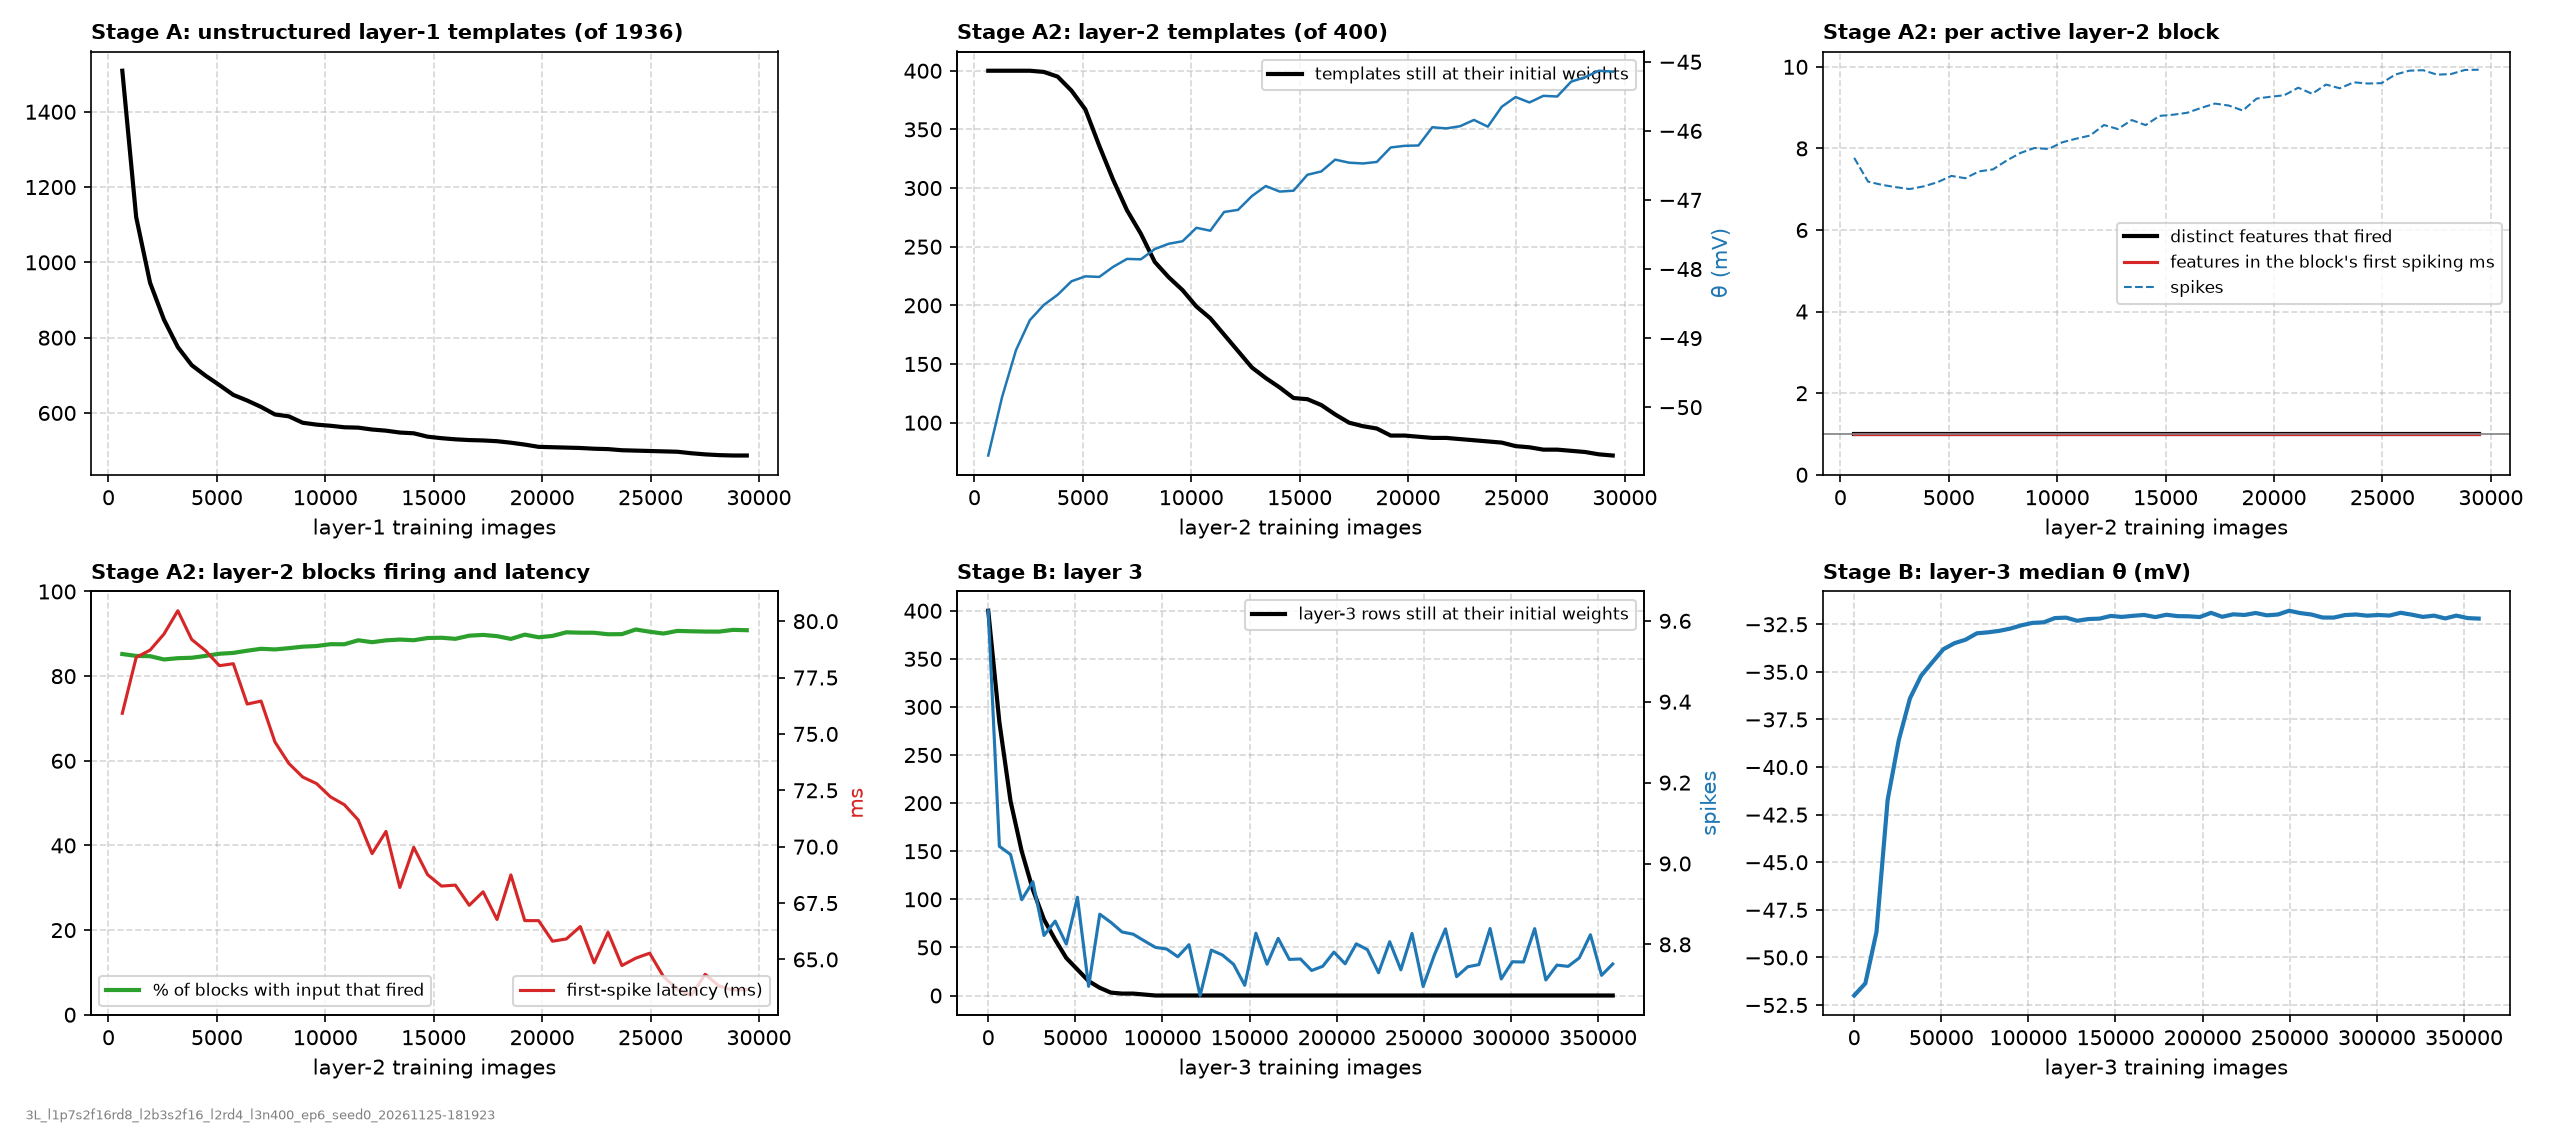 Stage A: unstructured layer-1 templates (of 1936)
1400
1200
1000
800
600
0 5000 10000 15000 20000 25000 30000
layer-1 training images
Stage A2: layer-2 templates (of 400)
templates still at their initial weights
400
350
300
250
200
150
100
−45
−46
−47
−48
−49
−50
θ (mV)
0 5000 10000 15000 20000 25000 30000
layer-2 training images
Stage A2: per active layer-2 block
10
8
6
4
2
0
distinct features that fired
features in the block's first spiking ms
spikes
0 5000 10000 15000 20000 25000 30000
layer-2 training images
Stage A2: layer-2 blocks firing and latency
100
80
60
40
20
0
80.0
77.5
75.0
72.5
70.0
67.5
65.0
ms
% of blocks with input that fired
first-spike latency (ms)
0 5000 10000 15000 20000 25000 30000
layer-2 training images
Stage B: layer 3
layer-3 rows still at their initial weights
400
350
300
250
200
150
100
50
0
9.6
9.4
9.2
9.0
8.8
spikes
0 50000 100000 150000 200000 250000 300000 350000
layer-3 training images
Stage B: layer-3 median θ (mV)
−32.5
−35.0
−37.5
−40.0
−42.5
−45.0
−47.5
−50.0
−52.5
0 50000 100000 150000 200000 250000 300000 350000
layer-3 training images
3L_l1p7s2f16rd8_l2b3s2f16_l2rd4_l3n400_ep6_seed0_20261125-181923